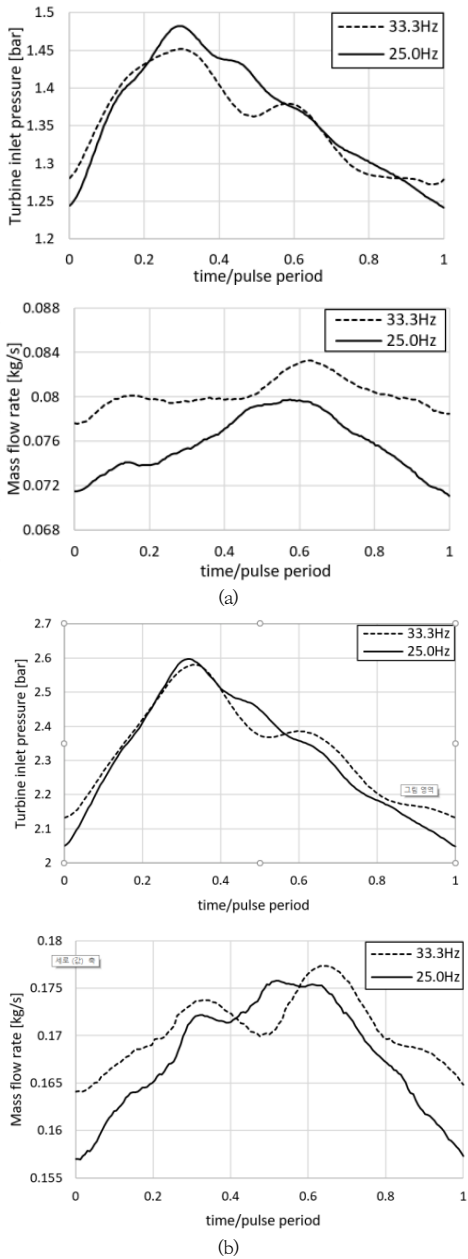 1.5
1.45
1.4
1.35
1.3
1.25
1.2
Turbine inlet pressure [bar]
33.3Hz
25.0Hz
0 0.2 0.4 0.6 0.8 1
time/pulse period
0.088
0.084
0.08
0.076
0.072
0.068
Mass flow rate [kg/s]
33.3Hz
25.0Hz
0 0.2 0.4 0.6 0.8 1
time/pulse period
(a)
2.7
2.6
2.5
2.4
2.3
2.2
2.1
2
Turbine inlet pressure [bar]
33.3Hz
25.0Hz
그림 영역
0 0.2 0.4 0.6 0.8 1
time/pulse period
0.18
세로 (값) 축
0.175
0.17
0.165
0.16
0.155
Mass flow rate [kg/s]
33.3Hz
25.0Hz
0 0.2 0.4 0.6 0.8 1
time/pulse period
(b)